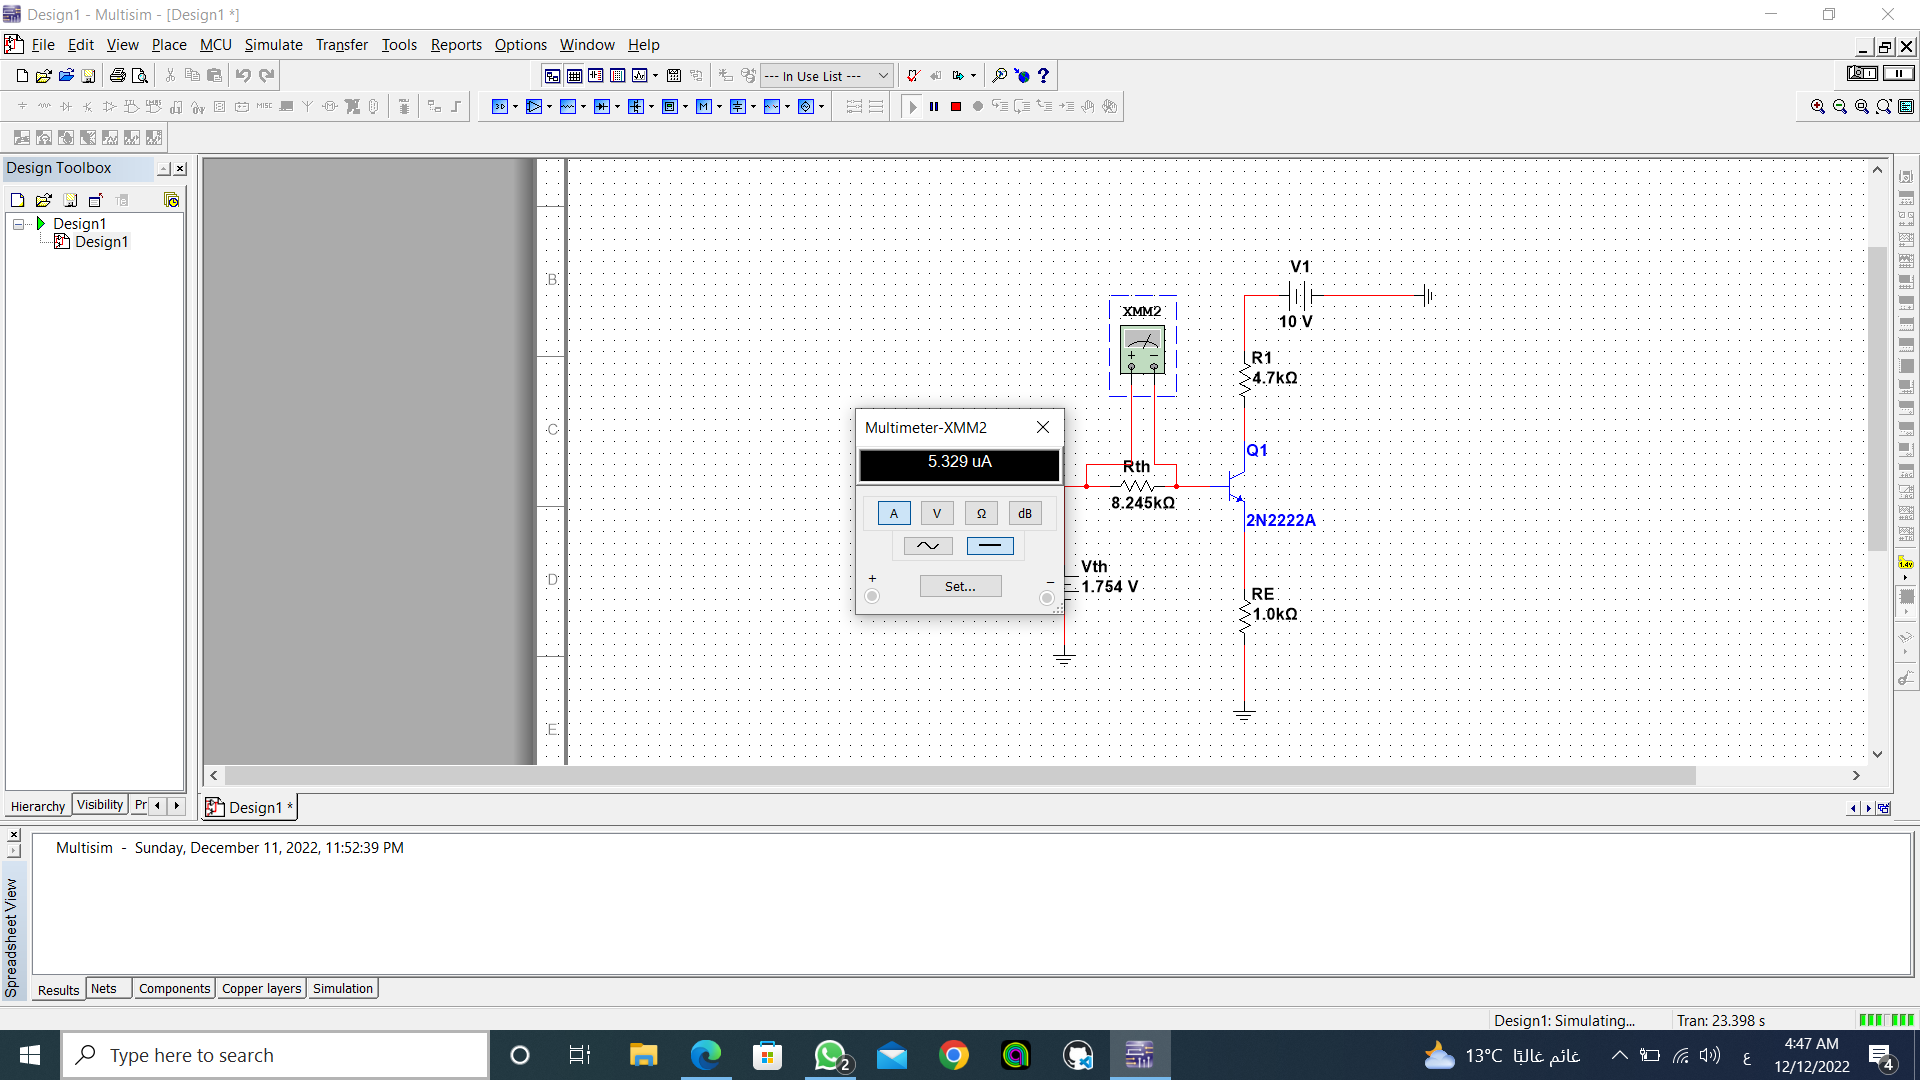 Design1 - Multisim - [Design1 *]
File Edit View Place MCU Simulate Transfer Tools Reports Options Window Help
--- In Use List ---
Design Toolbox
Design1
Design1
Hierarchy Visibility Pr
B
C
D
E
V1
10 V
XMM2
R1
4.7kΩ
Multimeter-XMM2
5.329 uA
A V Ω dB
+ −
Set...
Rth
8.245kΩ
Q1
2N2222A
Vth
1.754 V
RE
1.0kΩ
Design1 *
Multisim - Sunday, December 11, 2022, 11:52:39 PM
Spreadsheet View
Results Nets Components Copper layers Simulation
Design1: Simulating... Tran: 23.398 s
Type here to search
2
13°C غائم غالبًا
ع
4:47 AM
12/12/2022
4